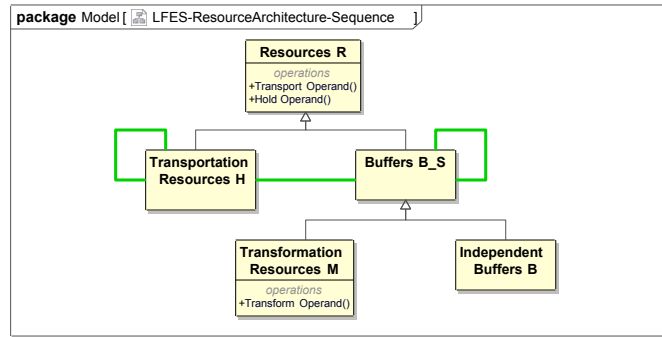 package Model [ LFES-ResourceArchitecture-Sequence ]
Resources R
operations
+Transport Operand()
+Hold Operand()
Transportation
Resources H
Buffers B_S
Transformation
Resources M
operations
+Transform Operand()
Independent
Buffers B